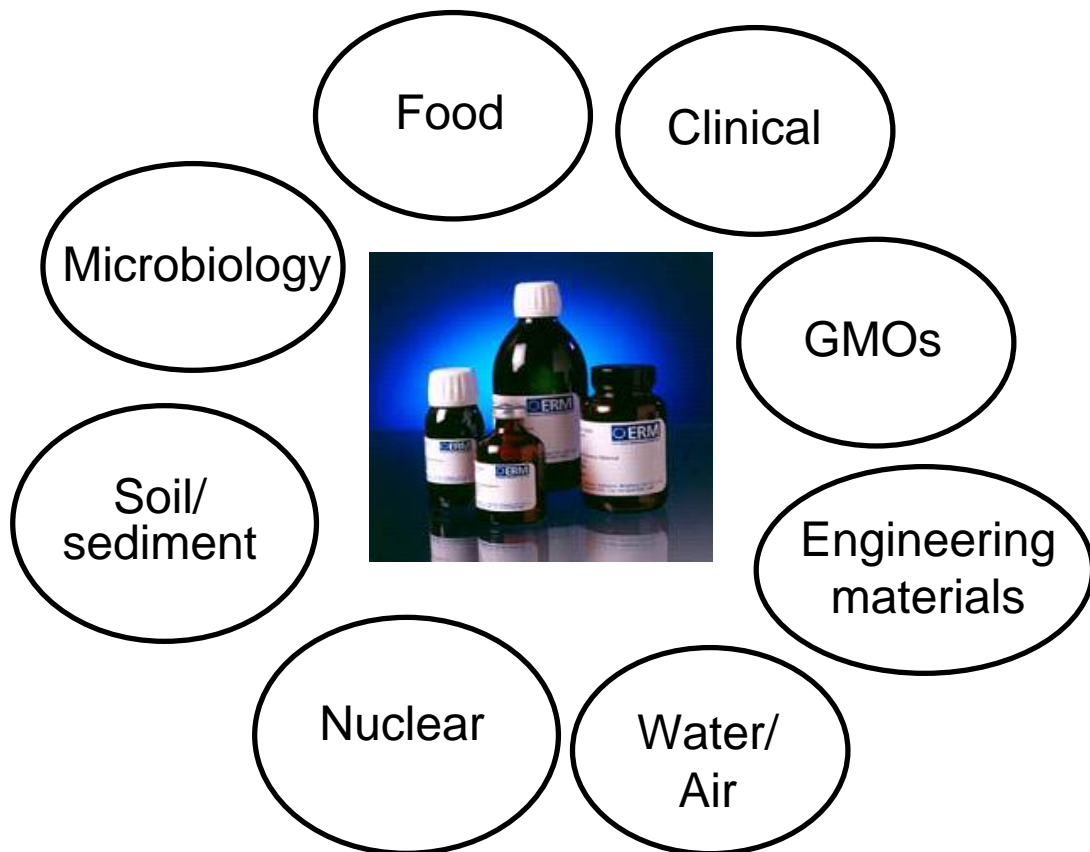 Food
Clinical
Microbiology
GMOs
Soil/
sediment
Engineering
materials
Nuclear
Water/
Air
ERM
ERM
ERM
ERM